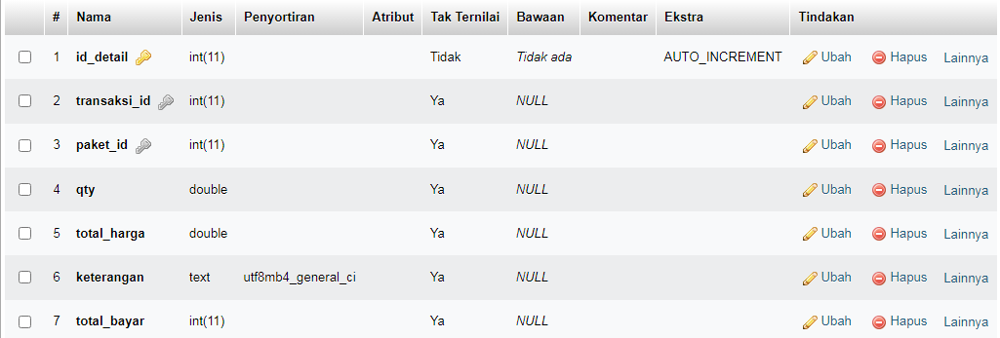 # Nama Jenis Penyortiran Atribut Tak Ternilai Bawaan Komentar Ekstra Tindakan
1 id_detail int(11) Tidak Tidak ada AUTO_INCREMENT Ubah Hapus Lainnya
2 transaksi_id int(11) Ya NULL Ubah Hapus Lainnya
3 paket_id int(11) Ya NULL Ubah Hapus Lainnya
4 qty double Ya NULL Ubah Hapus Lainnya
5 total_harga double Ya NULL Ubah Hapus Lainnya
6 keterangan text utf8mb4_general_ci Ya NULL Ubah Hapus Lainnya
7 total_bayar int(11) Ya NULL Ubah Hapus Lainnya